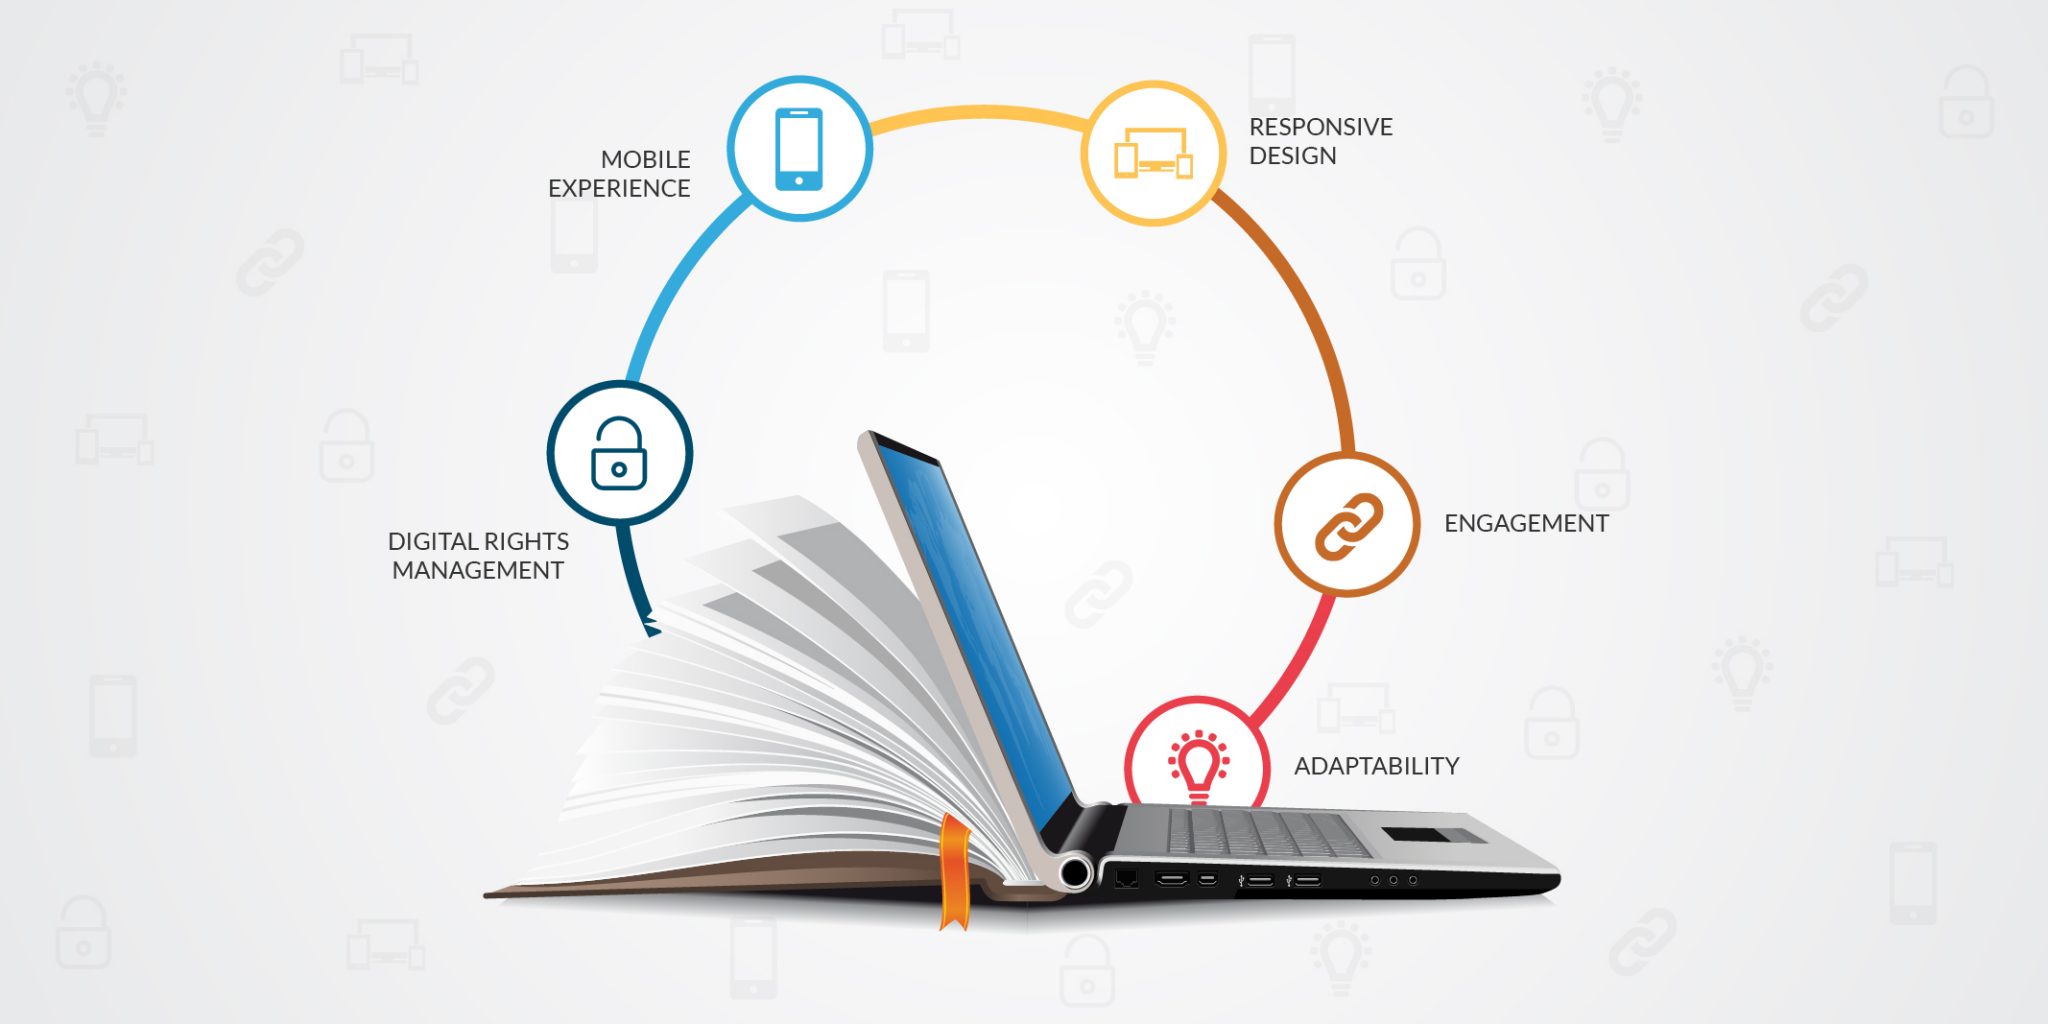 MOBILE
EXPERIENCE
RESPONSIVE
DESIGN
DIGITAL RIGHTS
MANAGEMENT
ENGAGEMENT
ADAPTABILITY